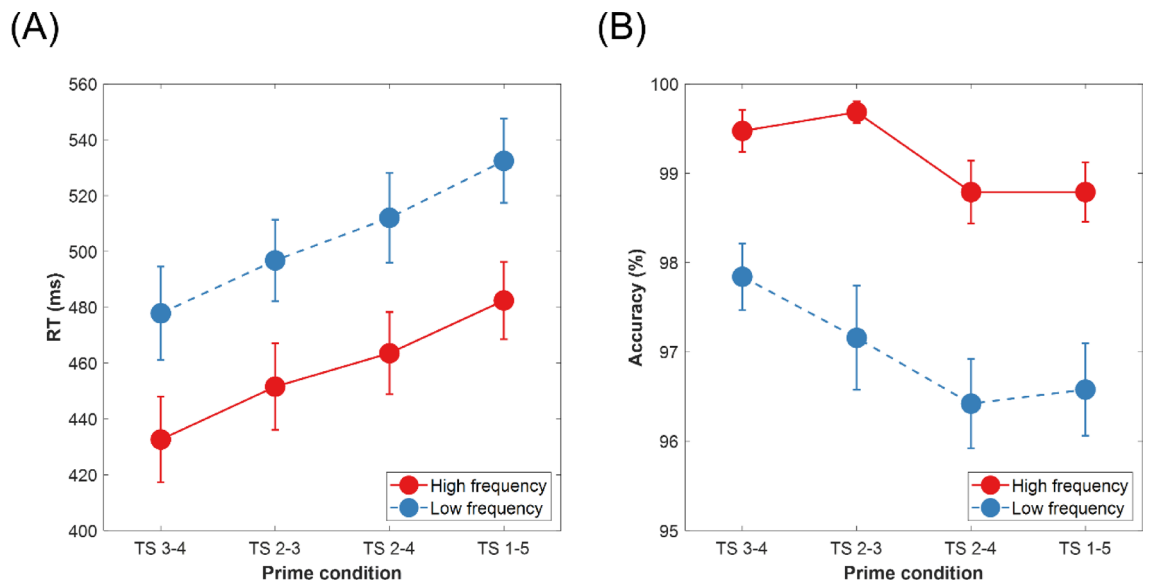 (A)
560
540
520
500
480
460
440
420
400
RT (ms)
TS 3-4 TS 2-3 TS 2-4 TS 1-5
Prime condition
High frequency
Low frequency
(B)
100
99
98
97
96
95
Accuracy (%)
TS 3-4 TS 2-3 TS 2-4 TS 1-5
Prime condition
High frequency
Low frequency